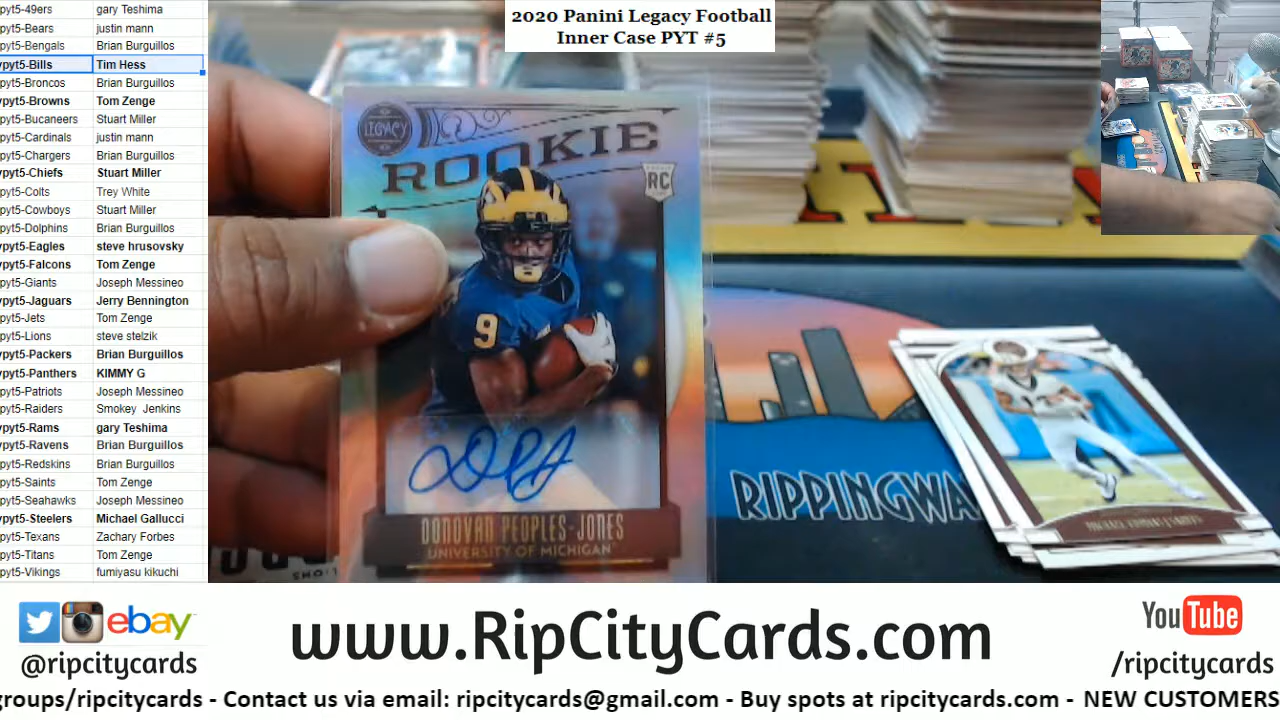 2020 Panini Legacy Football
Inner Case PYT #5
pyt5-49ers gary Teshima
pyt5-Bears justin mann
pyt5-Bengals Brian Burguillos
pyt5-Bills Tim Hess
pyt5-Broncos Brian Burguillos
pyt5-Browns Tom Zenge
pyt5-Bucaneers Stuart Miller
pyt5-Cardinals justin mann
pyt5-Chargers Brian Burguillos
pyt5-Chiefs Stuart Miller
pyt5-Colts Trey White
pyt5-Cowboys Stuart Miller
pyt5-Dolphins Brian Burguillos
pyt5-Eagles steve hrusovsky
pyt5-Falcons Tom Zenge
pyt5-Giants Joseph Messineo
pyt5-Jaguars Jerry Bennington
pyt5-Jets Tom Zenge
pyt5-Lions steve stelzik
pyt5-Packers Brian Burguillos
pyt5-Panthers KIMMY G
pyt5-Patriots Joseph Messineo
pyt5-Raiders Smokey Jenkins
pyt5-Rams gary Teshima
pyt5-Ravens Brian Burguillos
pyt5-Redskins Brian Burguillos
pyt5-Saints Tom Zenge
pyt5-Seahawks Joseph Messineo
pyt5-Steelers Michael Gallucci
pyt5-Texans Zachary Forbes
pyt5-Titans Tom Zenge
pyt5-Vikings fumiyasu kikuchi
LEGACY
ROOKIE
RC
9
DONOVAN PEOPLES-JONES
UNIVERSITY OF MICHIGAN
RIPPINGWA
ebay
@ripcitycards
www.RipCityCards.com
YouTube
/ripcitycards
groups/ripcitycards - Contact us via email: ripcitycards@gmail.com - Buy spots at ripcitycards.com - NEW CUSTOMERS